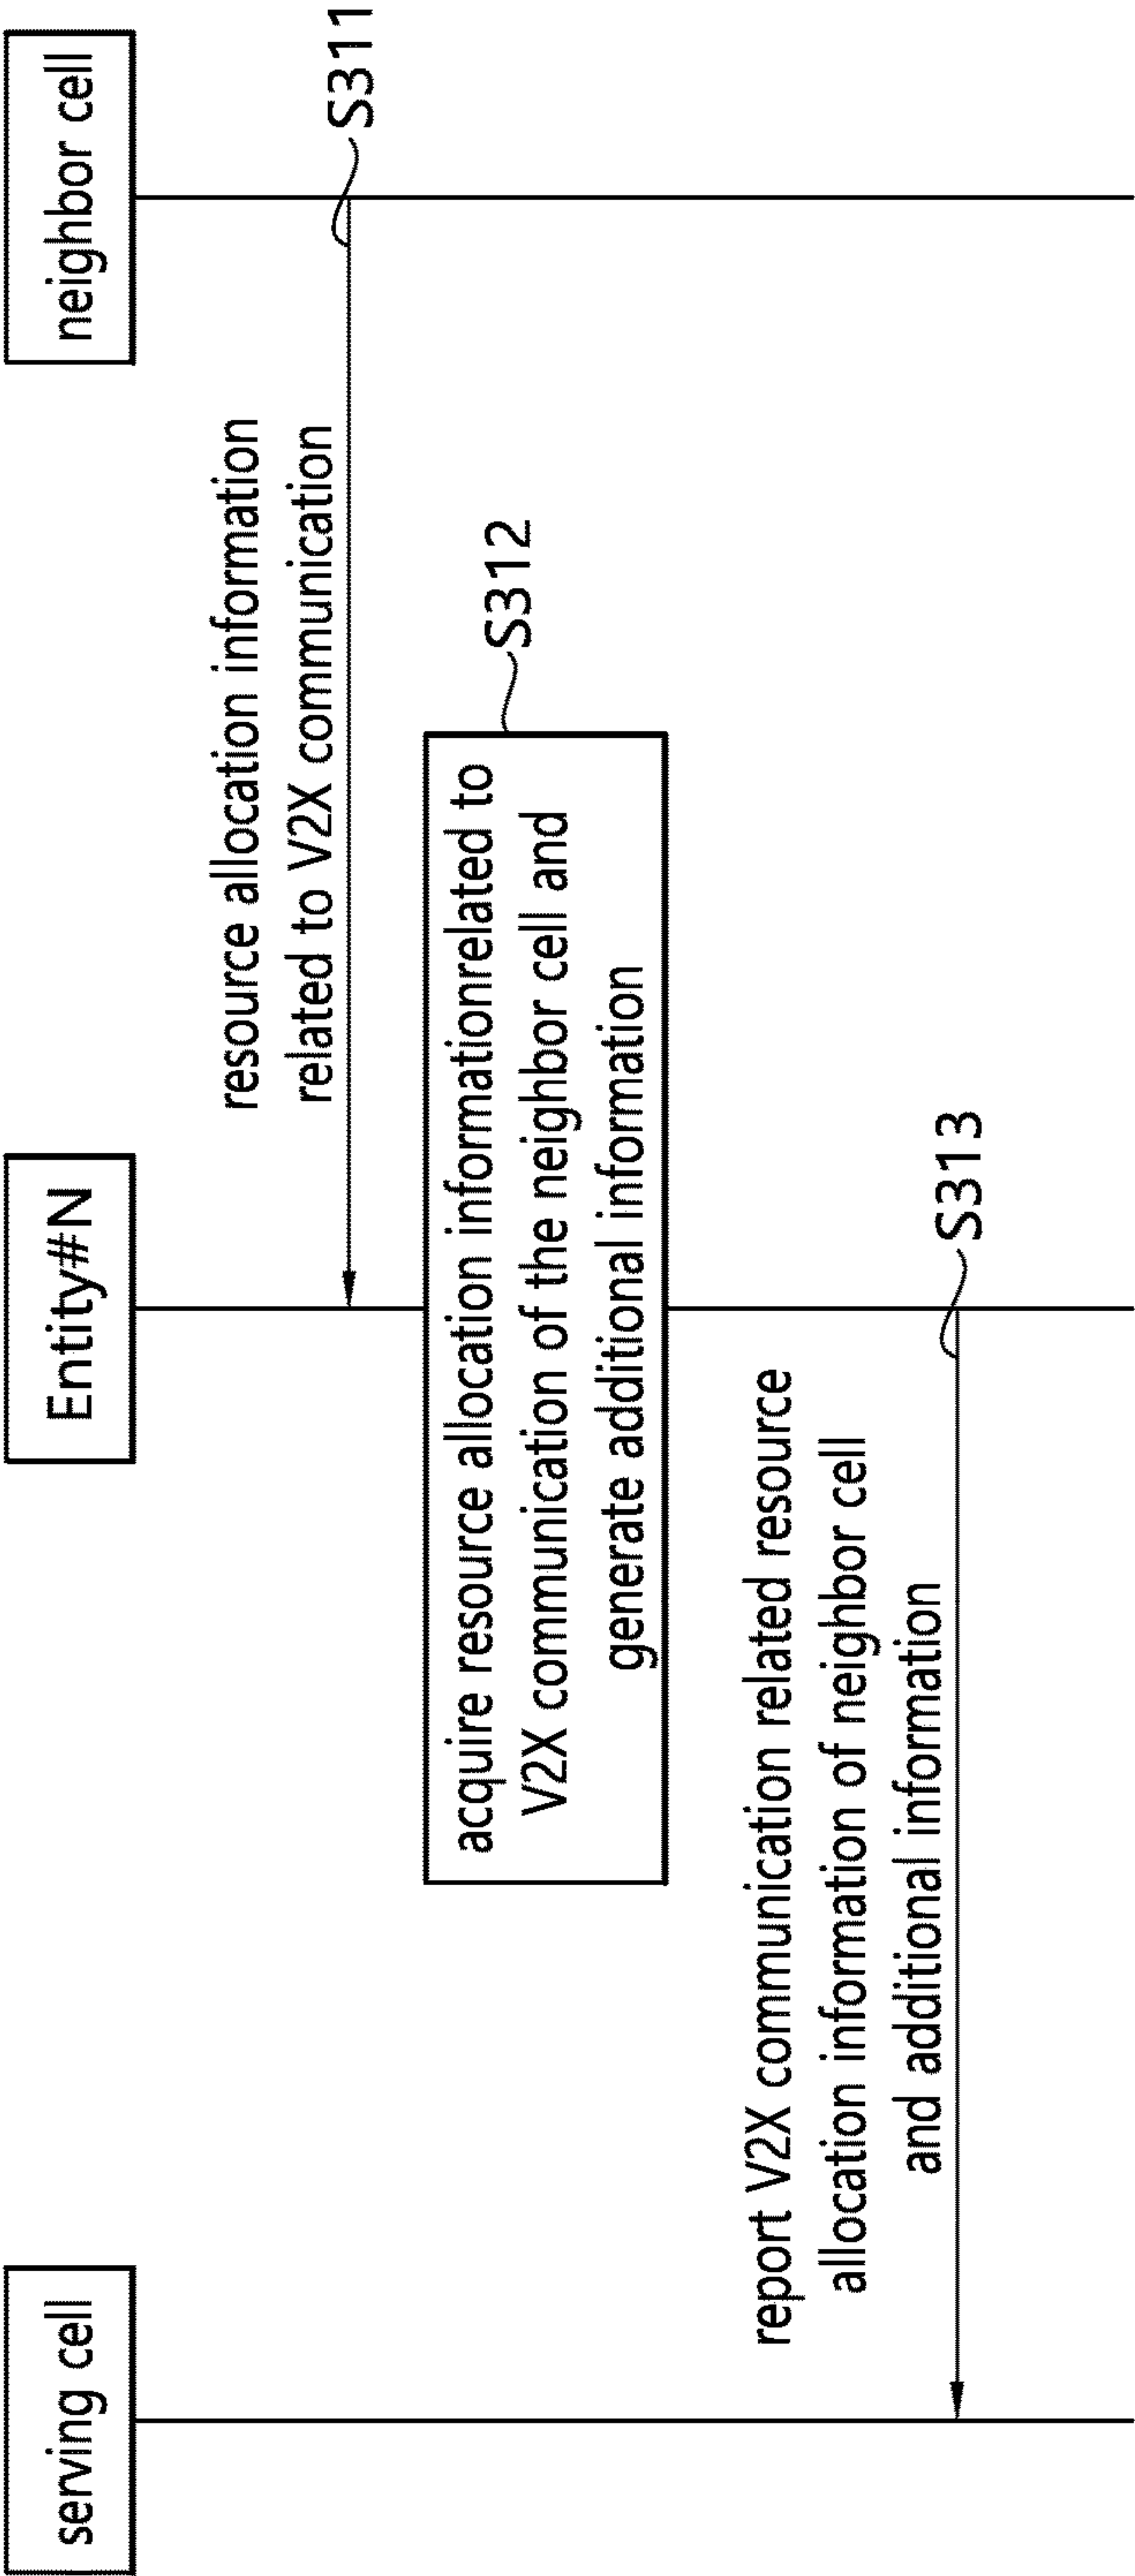 serving cell
Entity#N
neighbor cell
resource allocation information
related to V2X communication
S311
acquire resource allocation informationrelated to
V2X communication of the neighbor cell and
generate additional information
S312
report V2X communication related resource
allocation information of neighbor cell
and additional information
S313